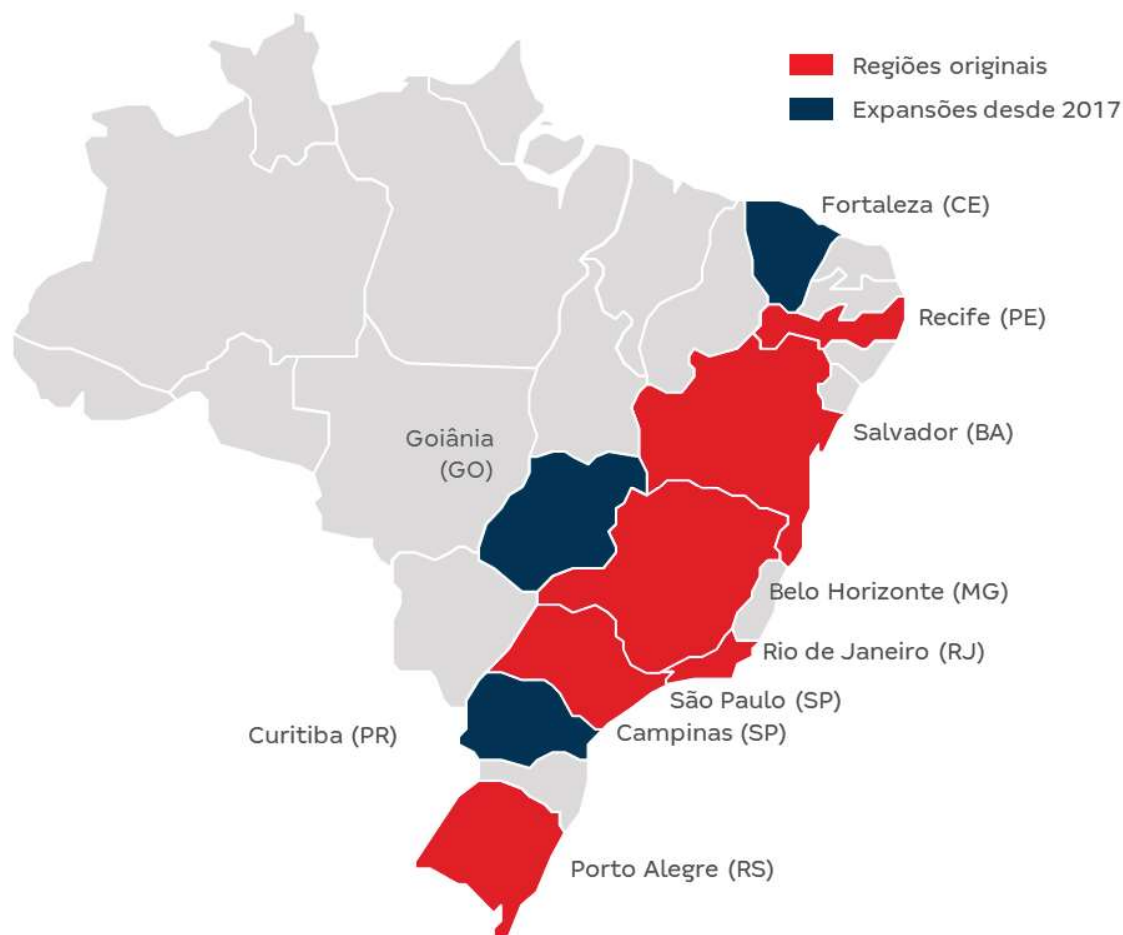 Regiões originais
Expansões desde 2017
Fortaleza (CE)
Recife (PE)
Salvador (BA)
Goiânia
(GO)
Belo Horizonte (MG)
Rio de Janeiro (RJ)
São Paulo (SP)
Campinas (SP)
Curitiba (PR)
Porto Alegre (RS)